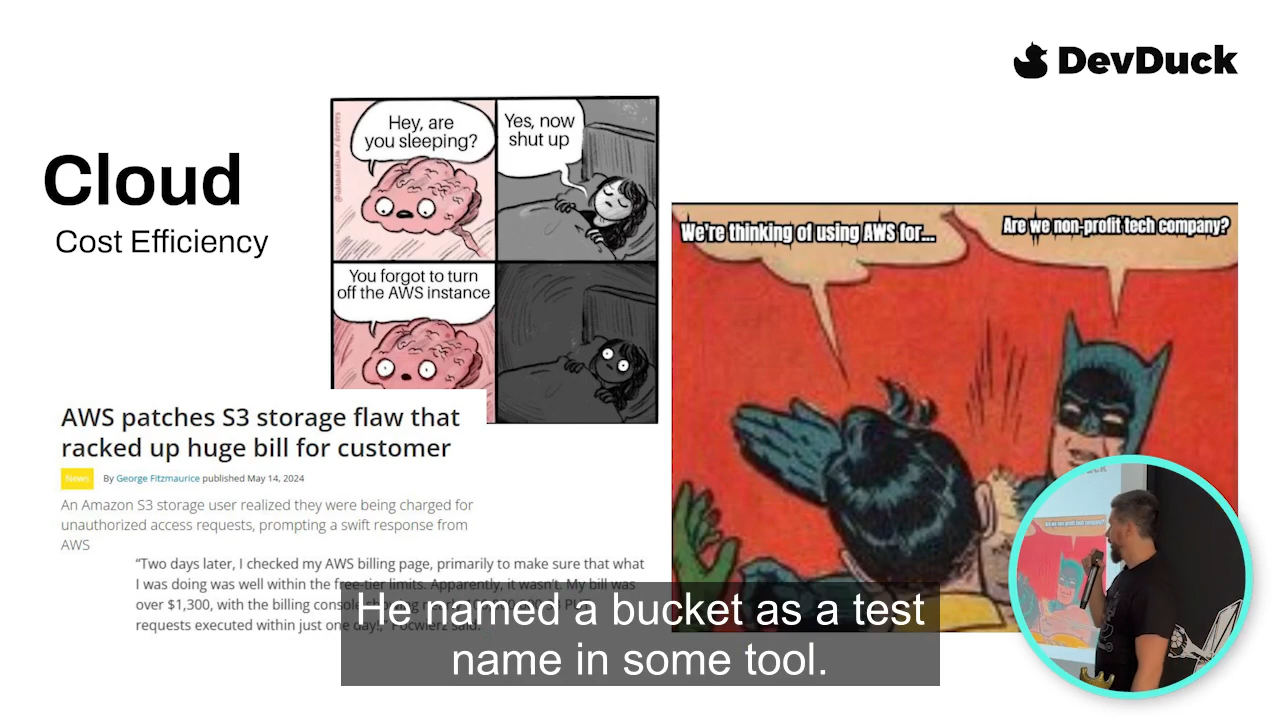 DevDuck
Cloud
Cost Efficiency
Hey, are
you sleeping?
Yes, now
shut up
You forgot to turn
off the AWS instance
We're thinking of using AWS for...
Are we non-profit tech company?
AWS patches S3 storage flaw that
racked up huge bill for customer
News
By George Fitzmaurice published May 14, 2024
An Amazon S3 storage user realized they were being charged for
unauthorized access requests, prompting a swift response from
AWS
“Two days later, I checked my AWS billing page, primarily to make sure that what
I was doing was well within the free-tier limits. Apparently, it wasn’t. My bill was
over $1,300, with the billing console
requests executed within just one day!,” Pocwierz said.
He named a bucket as a test
name in some tool.